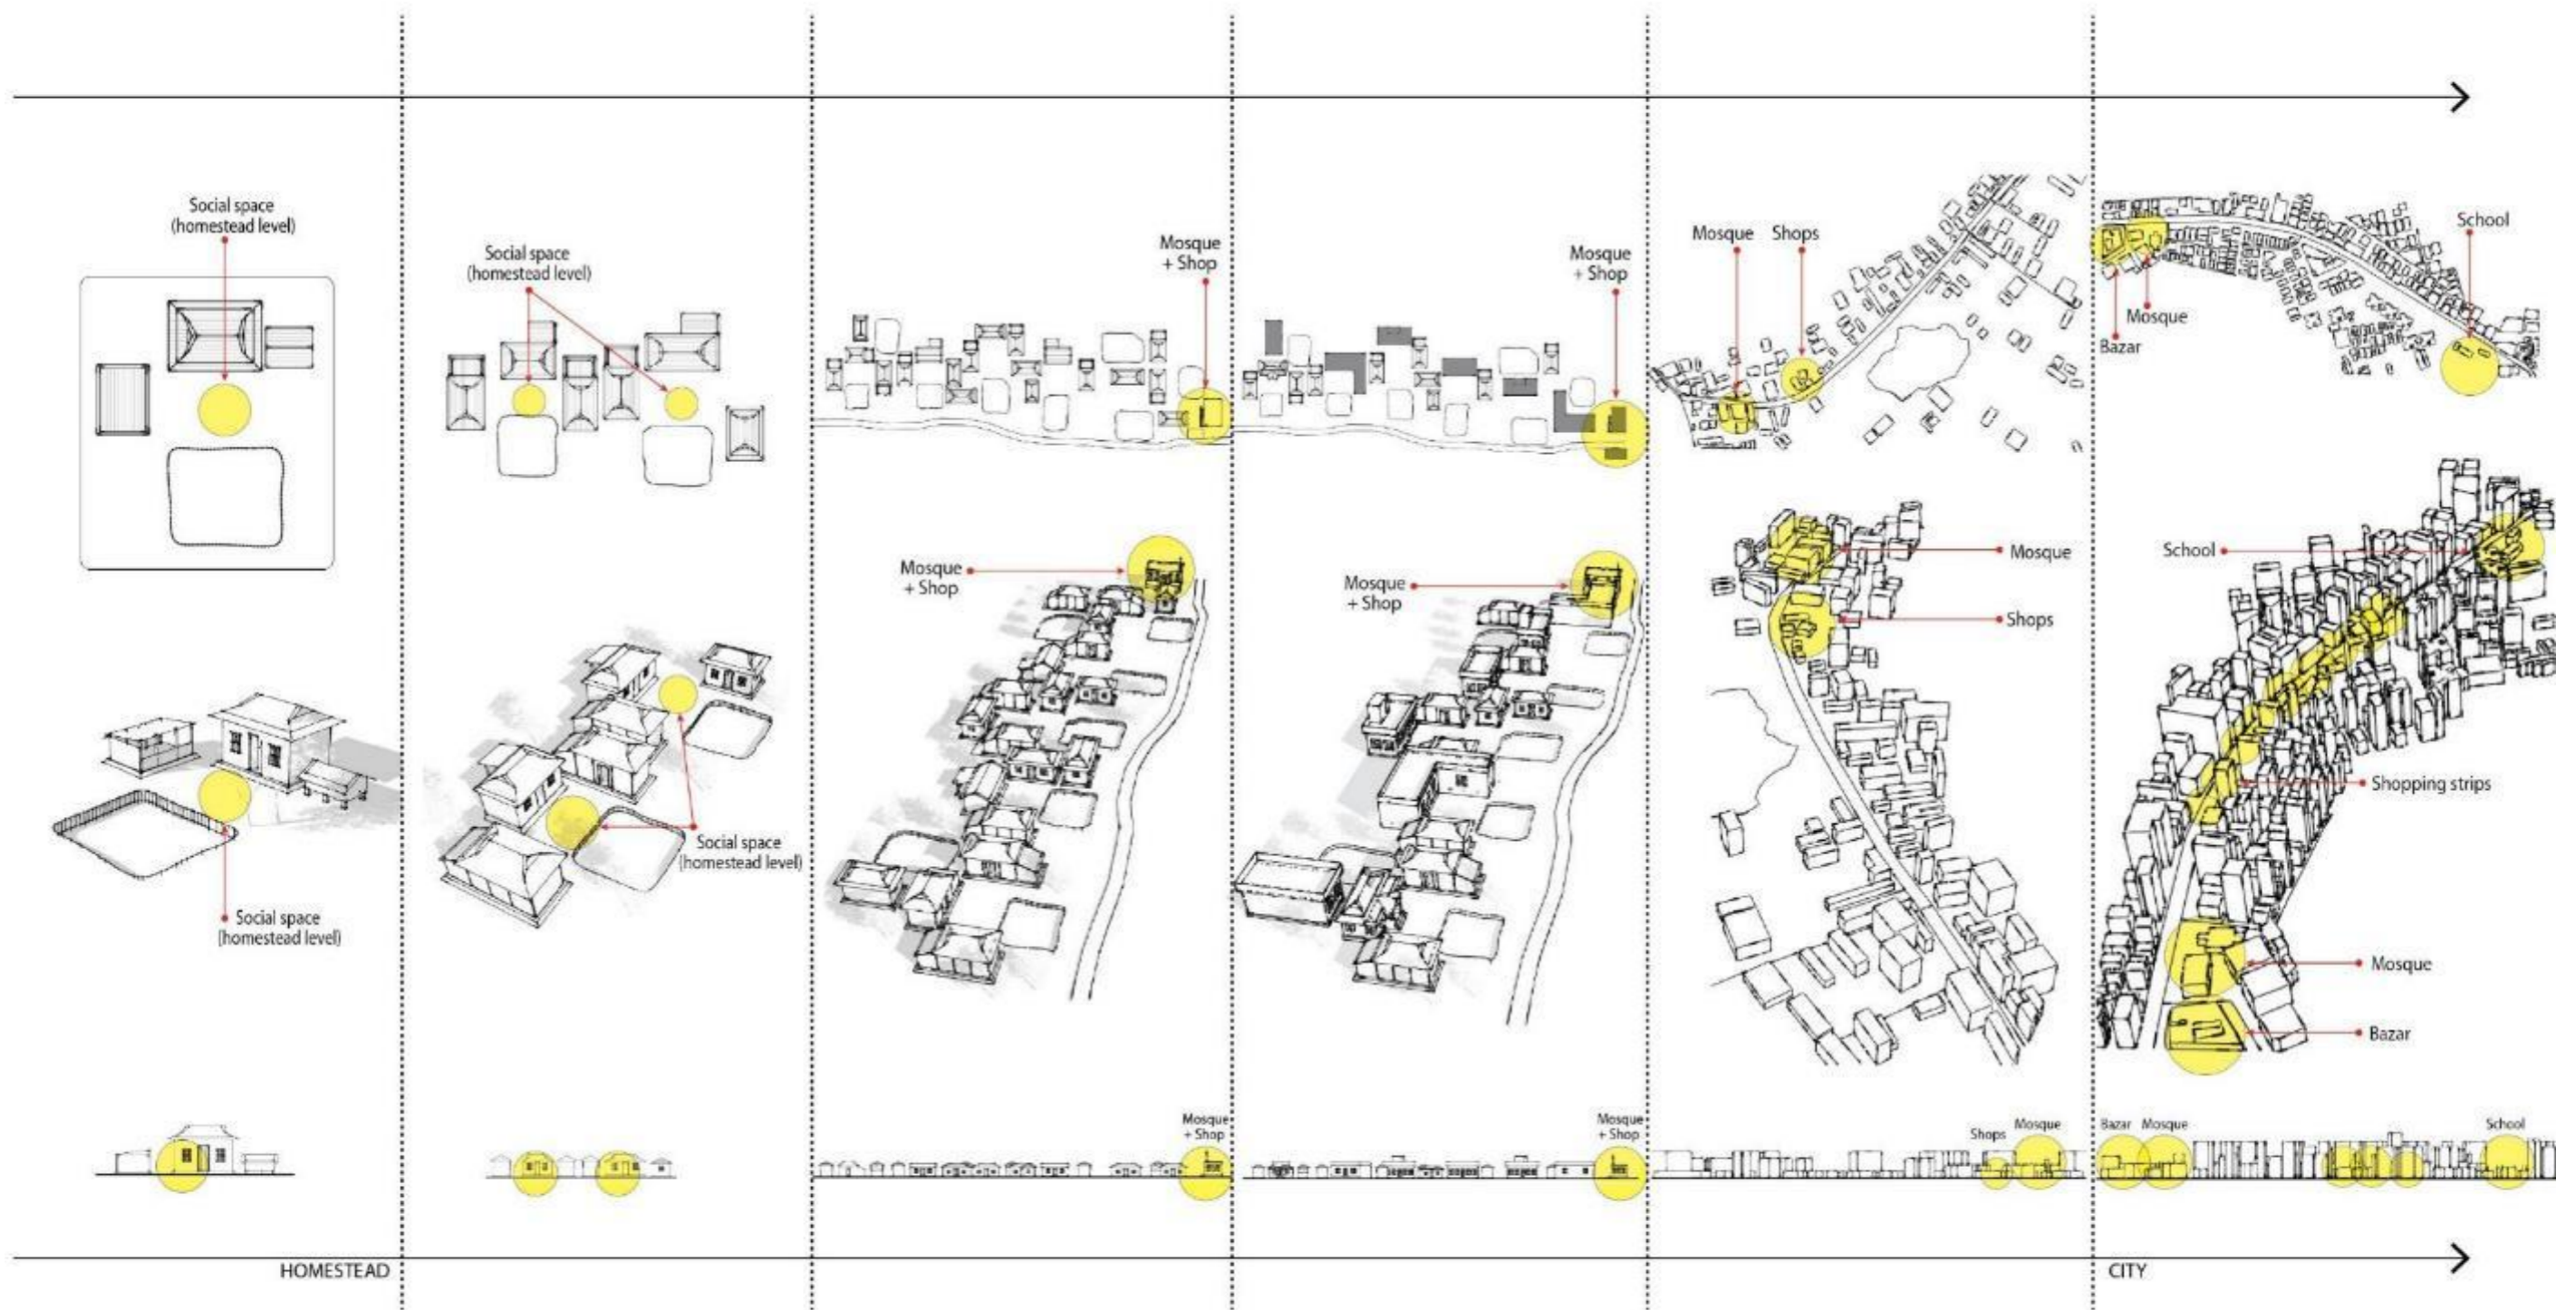 Social space
(homestead level)
Social space
(homestead level)
Mosque
+ Shop
Mosque
+ Shop
Mosque
Shops
School
Mosque
Bazar
Mosque
+ Shop
Mosque
+ Shop
Mosque
Shops
School
Shopping strips
Social space
(homestead level)
Social space
(homestead level)
Mosque
Bazar
Mosque
+ Shop
Mosque
+ Shop
Shops
Mosque
Bazar
Mosque
School
HOMESTEAD
CITY